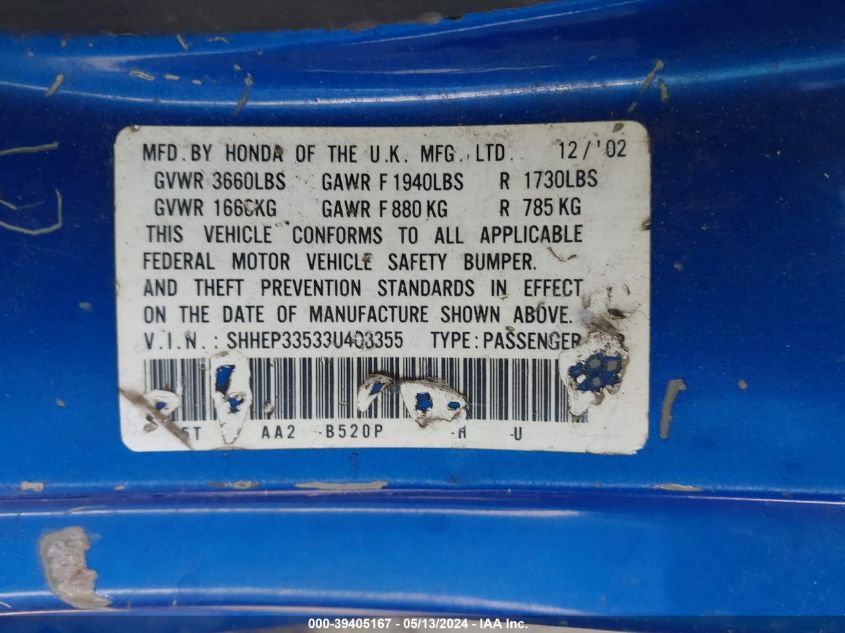 MFD. BY HONDA OF THE U.K. MFG., LTD. 12/'02
GVWR 3660LBS GAWR F 1940LBS R 1730LBS
GVWR 1660KG GAWR F 880 KG R 785 KG
THIS VEHICLE CONFORMS TO ALL APPLICABLE
FEDERAL MOTOR VEHICLE SAFETY BUMPER.
AND THEFT PREVENTION STANDARDS IN EFFECT
ON THE DATE OF MANUFACTURE SHOWN ABOVE.
V.I.N.: SHHEP33533U403355 TYPE: PASSENGER
5T AA2 -B520P -H U
000-39405167 - 05/13/2024 - IAA Inc.